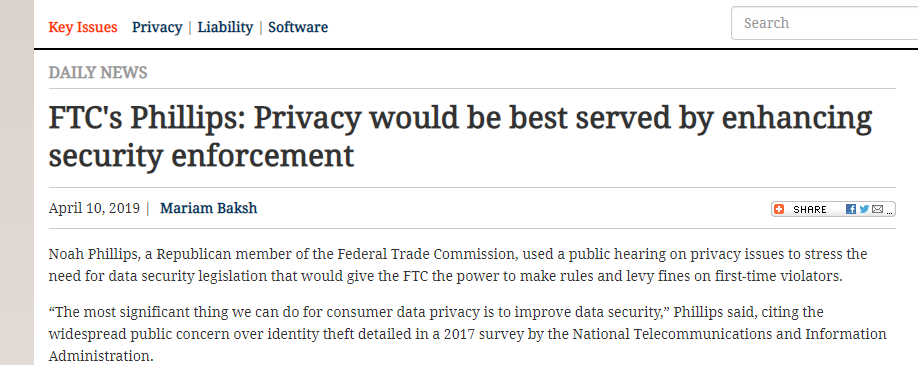 Key Issues Privacy | Liability | Software
Search
DAILY NEWS
FTC's Phillips: Privacy would be best served by enhancing
security enforcement
April 10, 2019 | Mariam Baksh
SHARE ...
Noah Phillips, a Republican member of the Federal Trade Commission, used a public hearing on privacy issues to stress the
need for data security legislation that would give the FTC the power to make rules and levy fines on first-time violators.
“The most significant thing we can do for consumer data privacy is to improve data security,” Phillips said, citing the
widespread public concern over identity theft detailed in a 2017 survey by the National Telecommunications and Information
Administration.